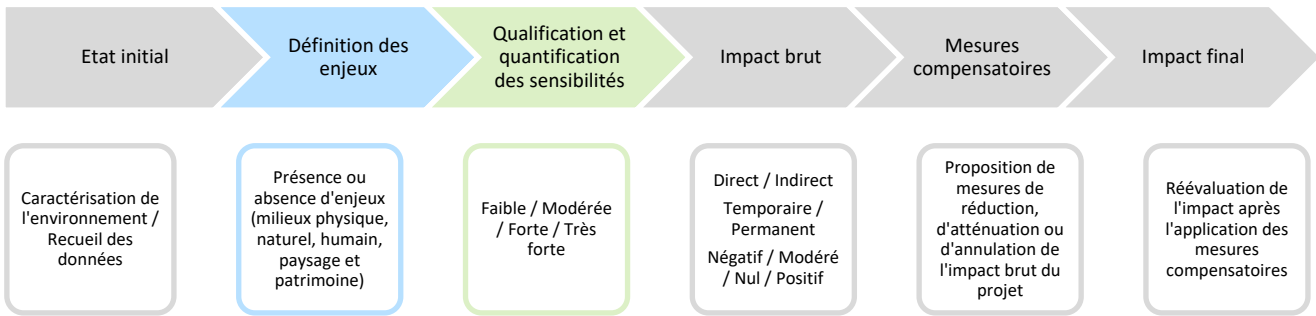 Etat initial
Définition des
enjeux
Qualification et
quantification
des sensibilités
Impact brut
Mesures
compensatoires
Impact final
Caractérisation de
l'environnement /
Recueil des
données
Présence ou
absence d'enjeux
(milieux physique,
naturel, humain,
paysage et
patrimoine)
Faible / Modérée
/ Forte / Très
forte
Direct / Indirect
Temporaire /
Permanent
Négatif / Modéré
/ Nul / Positif
Proposition de
mesures de
réduction,
d'atténuation ou
d'annulation de
l'impact brut du
projet
Réévaluation de
l'impact après
l'application des
mesures
compensatoires